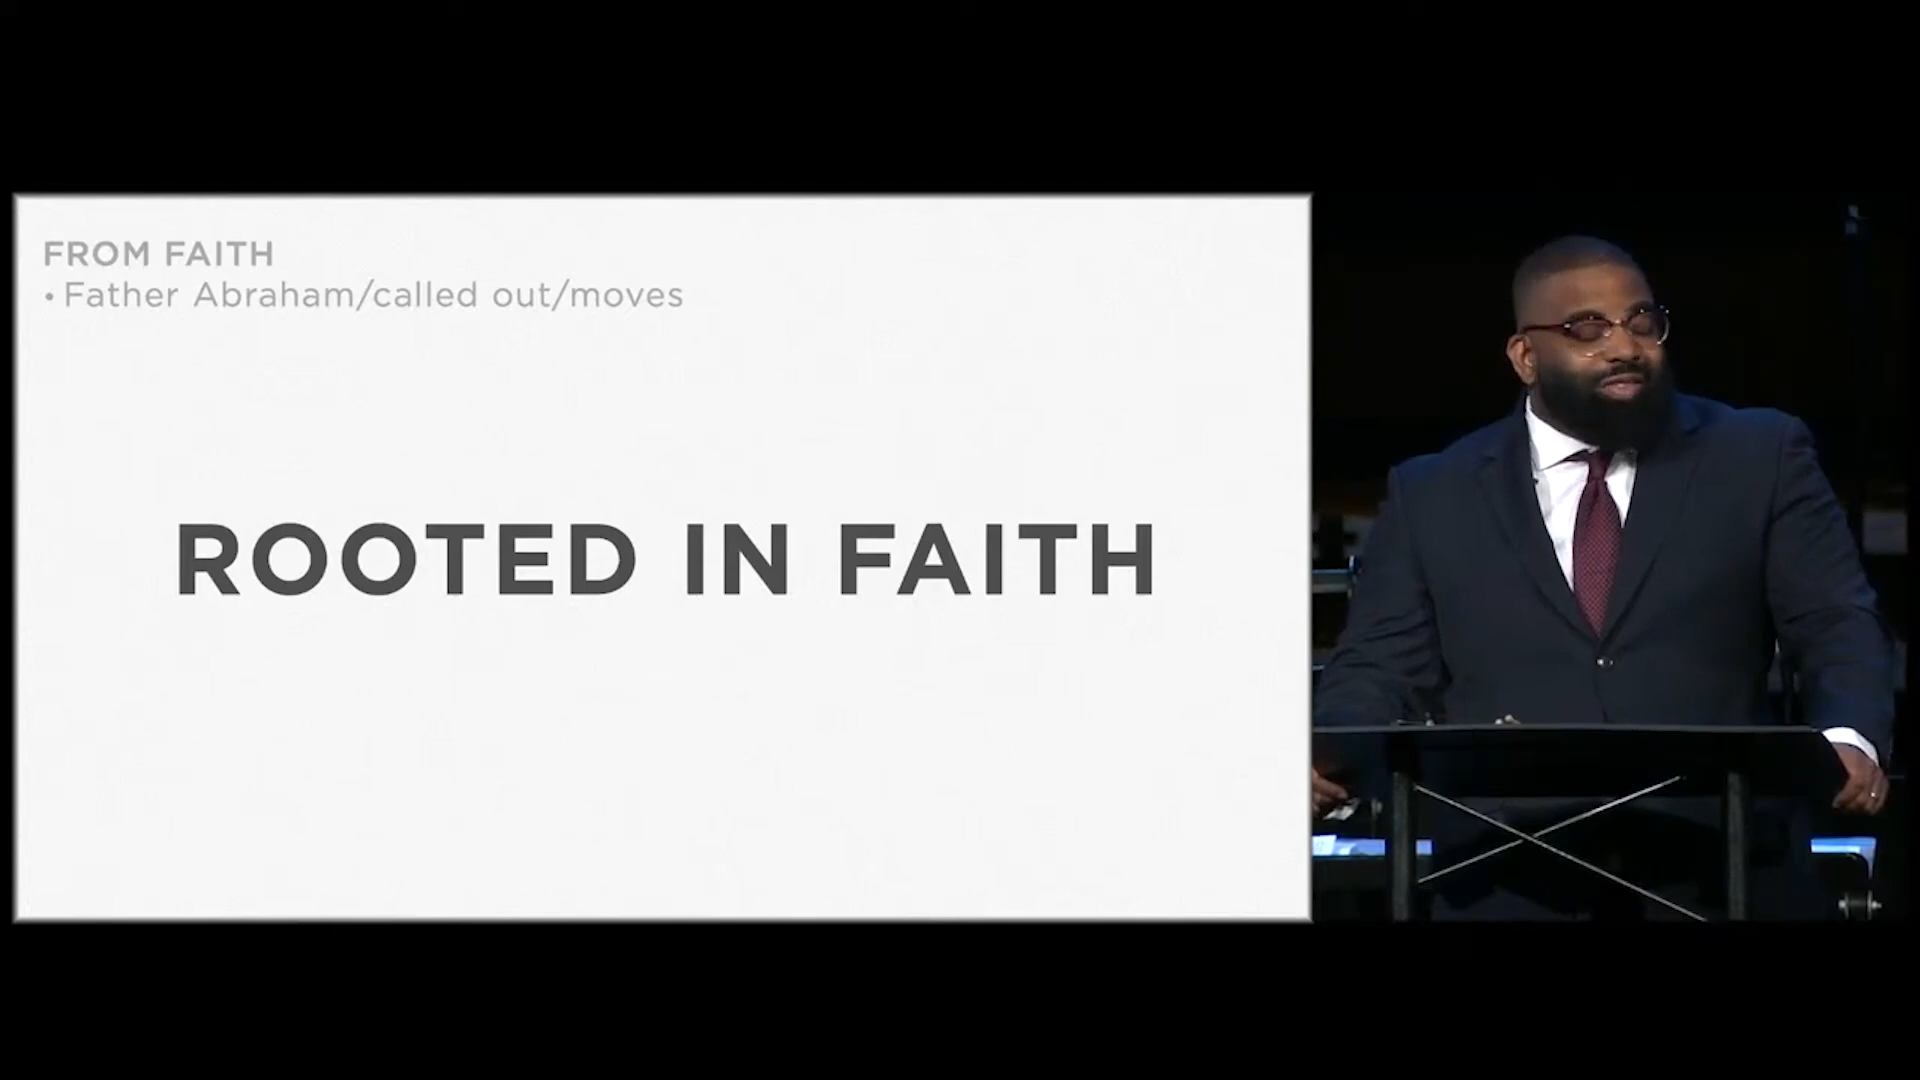 FROM FAITH
• Father Abraham/called out/moves
ROOTED IN FAITH